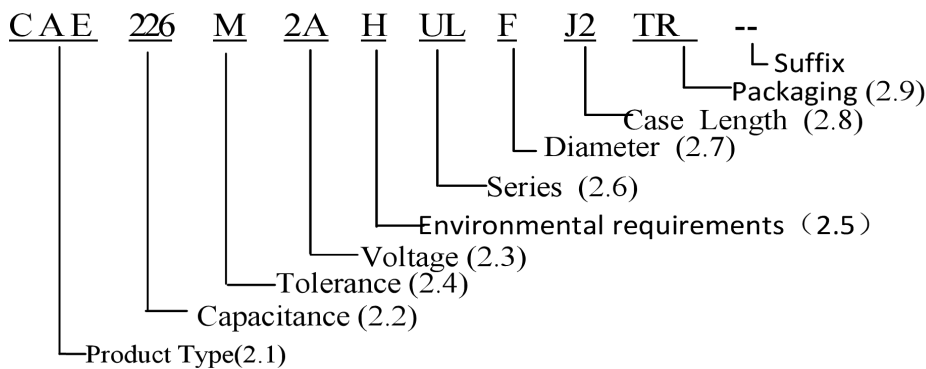 CAE 226 M 2A H UL F J2 TR --
Suffix
Packaging (2.9)
Case Length (2.8)
Diameter (2.7)
Series (2.6)
Environmental requirements（2.5）
Voltage (2.3)
Tolerance (2.4)
Capacitance (2.2)
Product Type(2.1)